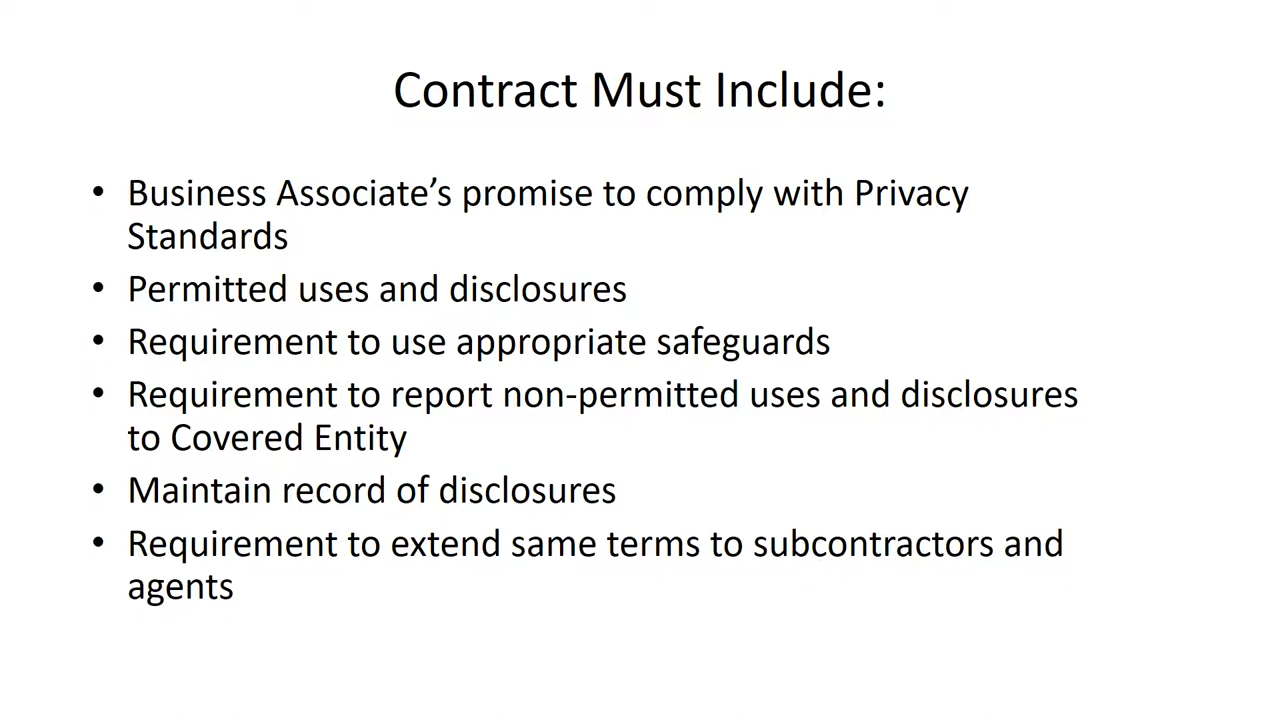 Contract Must Include:
• Business Associate’s promise to comply with Privacy
Standards
• Permitted uses and disclosures
• Requirement to use appropriate safeguards
• Requirement to report non-permitted uses and disclosures
to Covered Entity
• Maintain record of disclosures
• Requirement to extend same terms to subcontractors and
agents